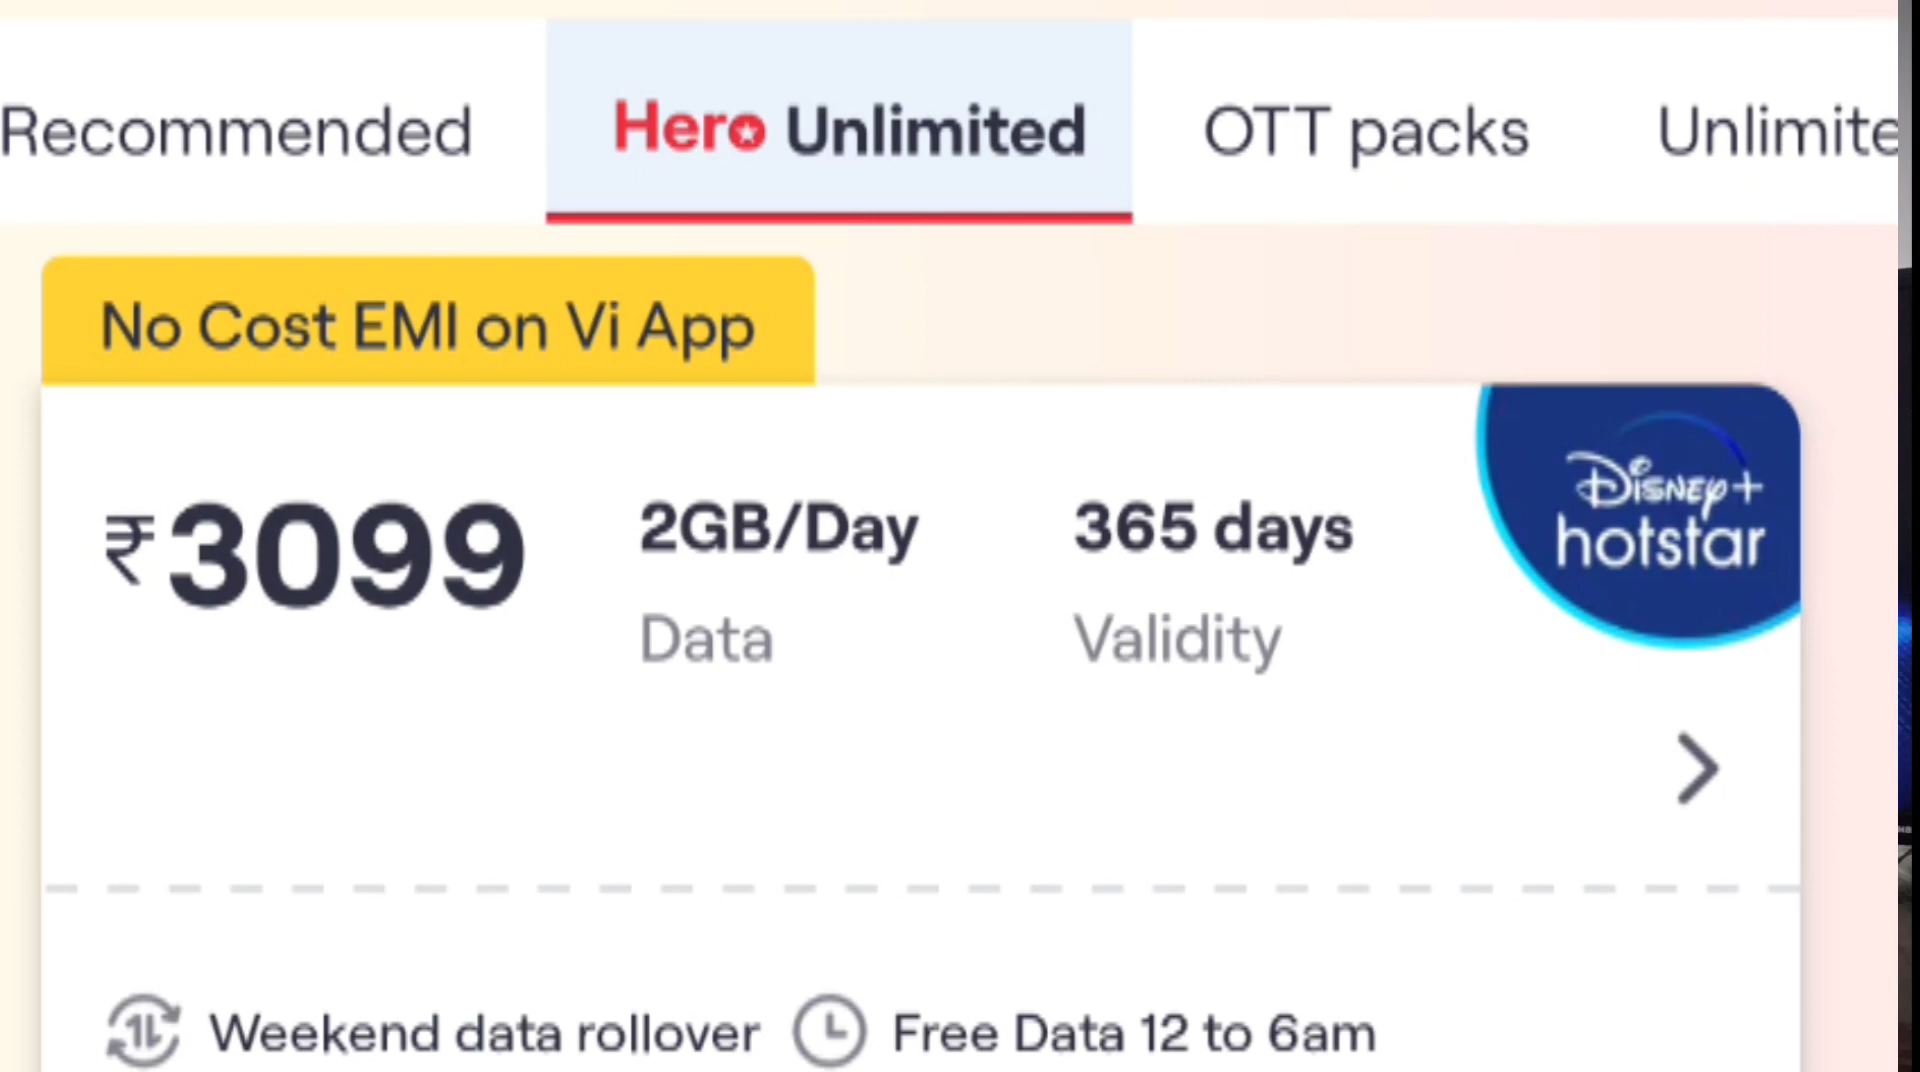 Recommended Hero Unlimited OTT packs Unlimite
No Cost EMI on Vi App
₹3099 2GB/Day 365 days
Disney+
hotstar
Data Validity
Weekend data rollover Free Data 12 to 6am